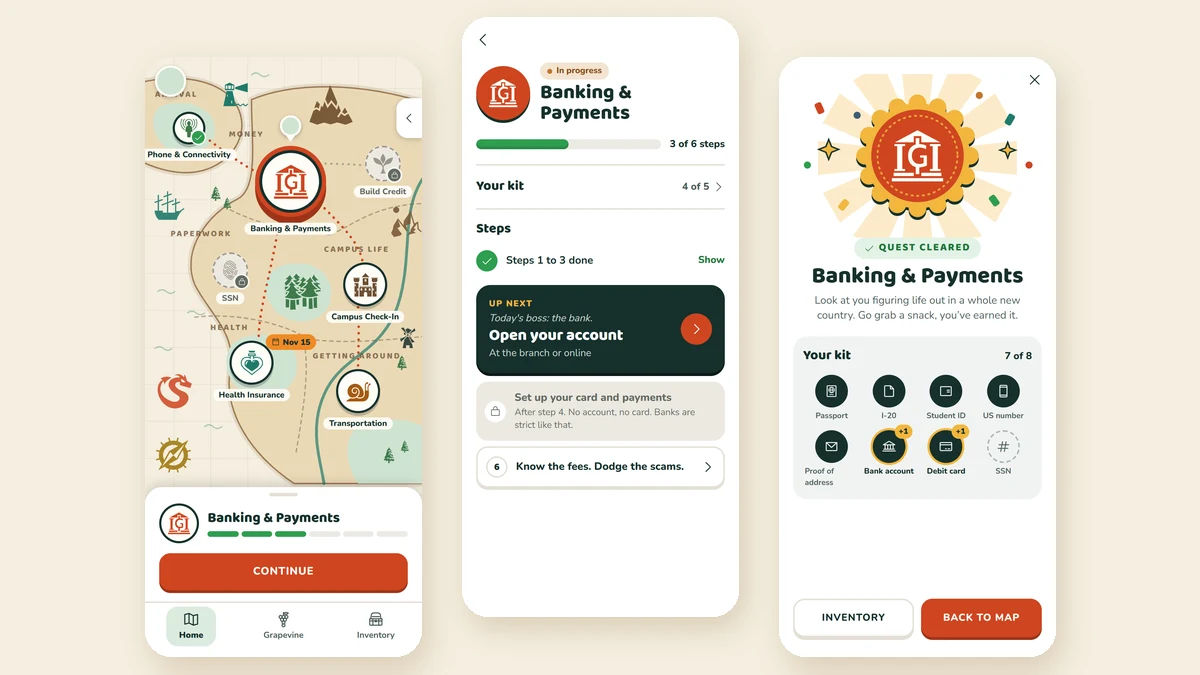 MONEY
Phone & Connectivity
Build Credit
Banking & Payments
PAPERWORK
CAMPUS LIFE
SSN
Campus Check-In
HEALTH
Nov 15
GETTING AROUND
Health Insurance
Transportation
Banking & Payments
CONTINUE
Home
Grapevine
Inventory
In progress
Banking &
Payments
3 of 6 steps
Your kit
4 of 5
Steps
Steps 1 to 3 done
Show
UP NEXT
Today's boss: the bank.
Open your account
At the branch or online
Set up your card and payments
After step 4. No account, no card. Banks are
strict like that.
6
Know the fees. Dodge the scams.
QUEST CLEARED
Banking & Payments
Look at you figuring life out in a whole new
country. Go grab a snack, you've earned it.
Your kit
7 of 8
Passport
I-20
Student ID
US number
+1
+1
#
Proof of
address
Bank account
Debit card
SSN
INVENTORY
BACK TO MAP